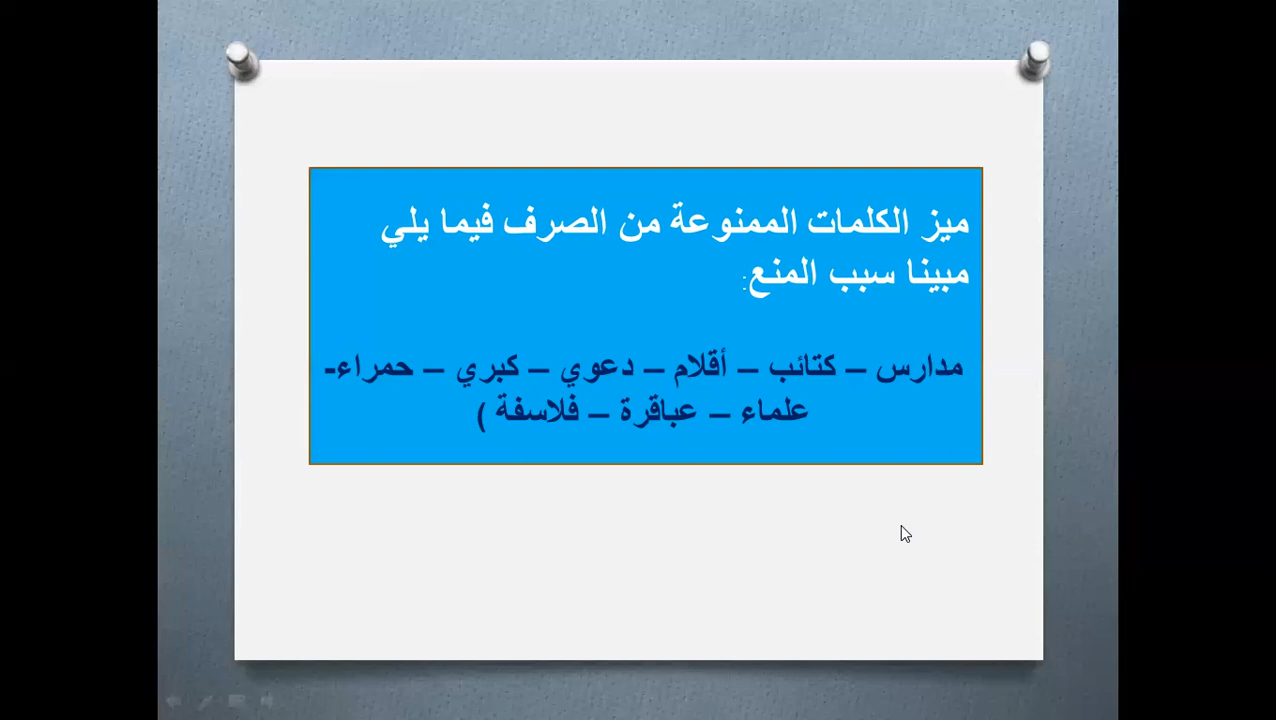 ميز الكلمات الممنوعة من الصرف فيما يلي
مبينا سبب المنع:
مدارس – كتائب – أقلام – دعوي – كبري – حمراء-
علماء – عباقرة – فلاسفة )